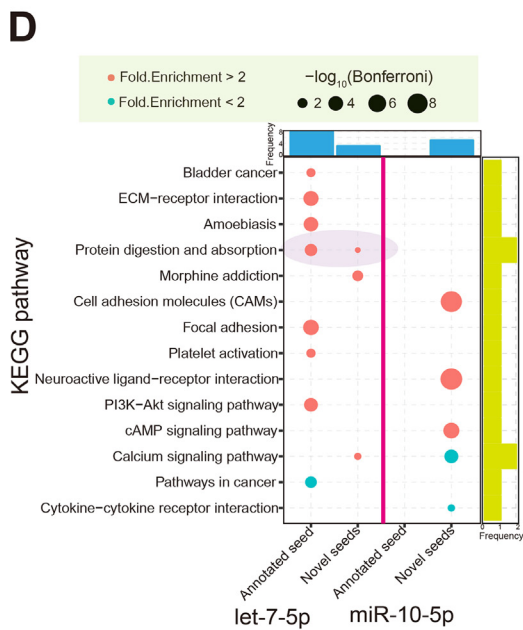 D
Fold.Enrichment > 2
Fold.Enrichment < 2
−log10(Bonferroni)
2 4 6 8
Frequency
8
4
0
Bladder cancer
ECM−receptor interaction
Amoebiasis
Protein digestion and absorption
Morphine addiction
Cell adhesion molecules (CAMs)
Focal adhesion
Platelet activation
Neuroactive ligand−receptor interaction
PI3K−Akt signaling pathway
cAMP signaling pathway
Calcium signaling pathway
Pathways in cancer
Cytokine−cytokine receptor interaction
KEGG pathway
0 1 2
Frequency
Annotated seed
Novel seeds
Annotated seed
Novel seeds
let-7-5p
miR-10-5p